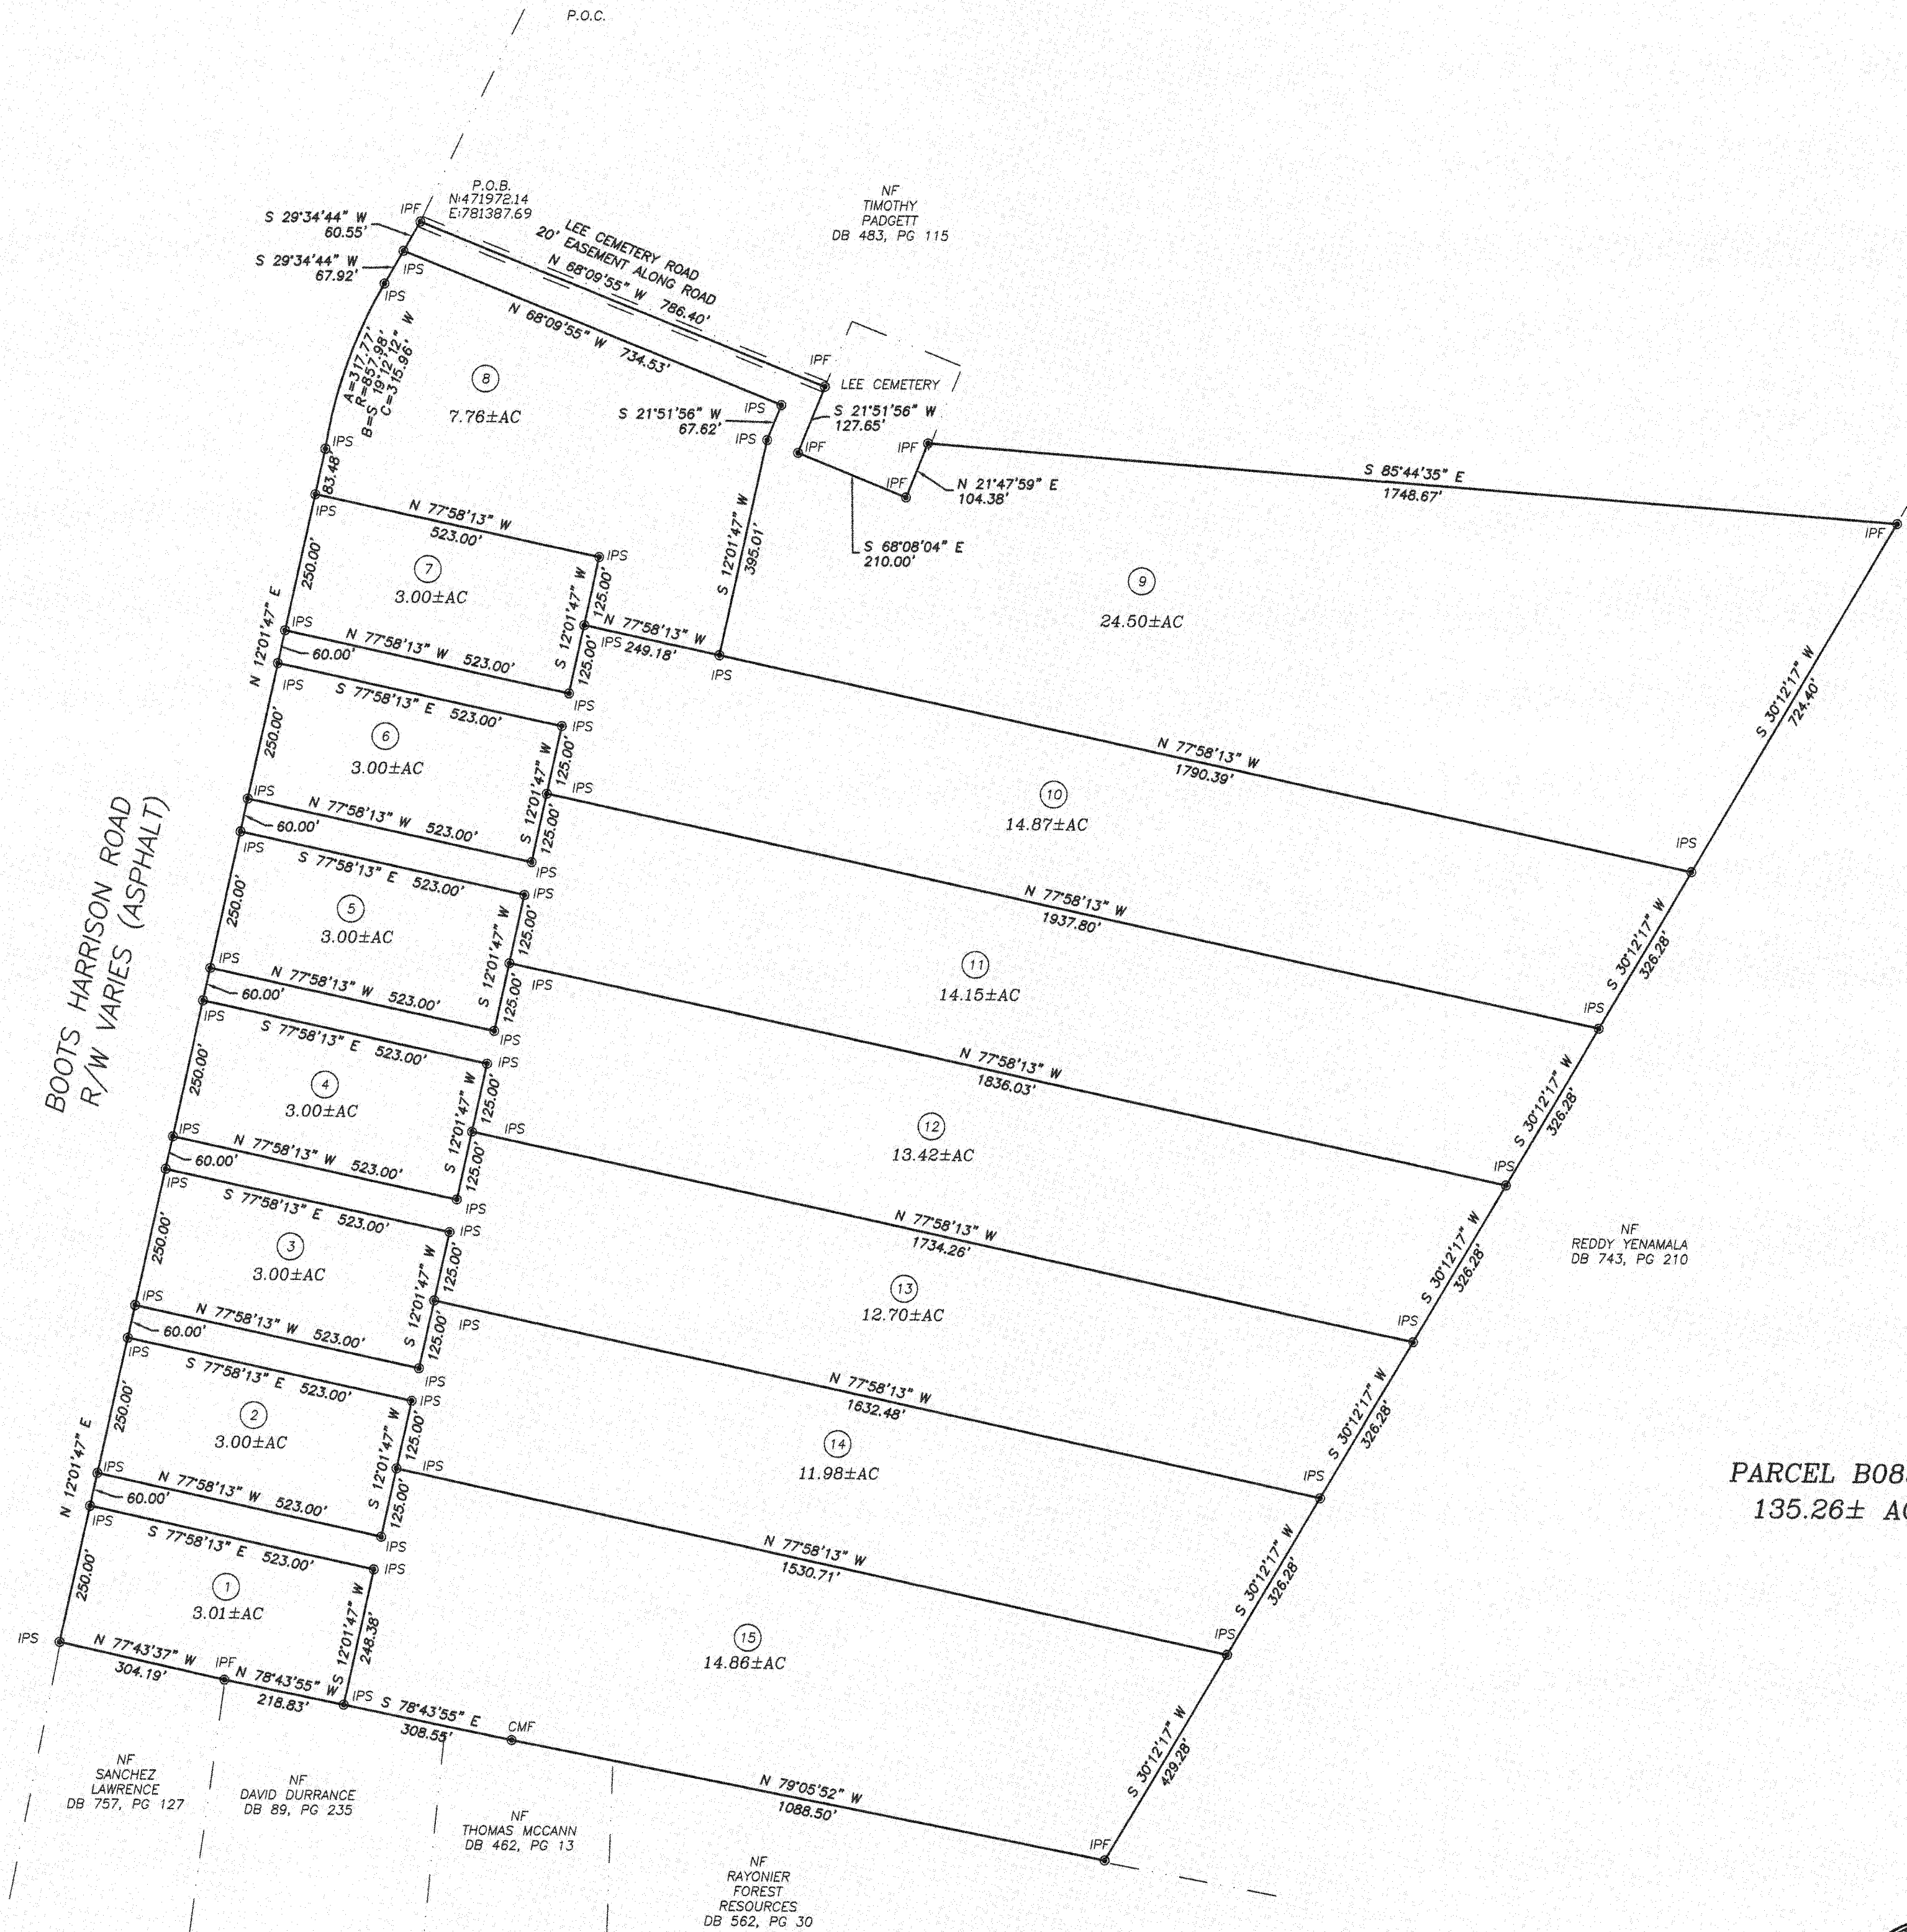 P.O.C.
P.O.B.
N:471972.14
E:781387.69
IPF
S 29°34'44" W
60.55'
S 29°34'44" W
67.92'
IPS
IPS
LEE CEMETERY ROAD
20' EASEMENT ALONG ROAD
N 68°09'55" W 786.40'
NF
TIMOTHY
PADGETT
DB 483, PG 115
N 68°09'55" W 734.53'
IPF
LEE CEMETERY
A=317.77'
R=857.98'
B=S 19°12'12" W
C=315.96'
8
7.76±AC
IPS
S 21°51'56" W
67.62'
IPS
S 21°51'56" W
127.65'
IPF
IPF
IPF
N 21°47'59" E
104.38'
S 68°08'04" E
210.00'
S 85°44'35" E
1748.67'
IPF
IPS
83.48'
IPS
N 77°58'13" W
523.00'
IPS
S 12°01'47" W
395.01'
250.00'
7
3.00±AC
S 12°01'47" W
125.00'
125.00'
N 77°58'13" W
249.18'
IPS
IPS
9
24.50±AC
S 30°12'17" W
724.40'
N 12°01'47" E
IPS
60.00'
N 77°58'13" W 523.00'
IPS
IPS
S 77°58'13" E 523.00'
IPS
250.00'
6
3.00±AC
S 12°01'47" W
125.00'
125.00'
IPS
N 77°58'13" W
1790.39'
10
14.87±AC
IPS
IPS
60.00'
N 77°58'13" W 523.00'
IPS
S 77°58'13" E 523.00'
IPS
250.00'
5
3.00±AC
S 12°01'47" W
125.00'
125.00'
IPS
N 77°58'13" W
1937.80'
S 30°12'17" W
326.28'
IPS
11
14.15±AC
BOOTS HARRISON ROAD
R/W VARIES (ASPHALT)
IPS
60.00'
N 77°58'13" W 523.00'
IPS
IPS
S 77°58'13" E 523.00'
IPS
250.00'
4
3.00±AC
S 12°01'47" W
125.00'
125.00'
IPS
N 77°58'13" W
1836.03'
S 30°12'17" W
326.28'
IPS
12
13.42±AC
IPS
60.00'
N 77°58'13" W 523.00'
IPS
IPS
S 77°58'13" E 523.00'
IPS
250.00'
3
3.00±AC
S 12°01'47" W
125.00'
125.00'
IPS
N 77°58'13" W
1734.26'
S 30°12'17" W
326.28'
IPS
NF
REDDY YENAMALA
DB 743, PG 210
13
12.70±AC
IPS
60.00'
N 77°58'13" W 523.00'
IPS
IPS
S 77°58'13" E 523.00'
IPS
250.00'
2
3.00±AC
S 12°01'47" W
125.00'
125.00'
IPS
N 77°58'13" W
1632.48'
S 30°12'17" W
326.28'
IPS
14
11.98±AC
PARCEL B08
135.26± A
N 12°01'47" E
IPS
60.00'
N 77°58'13" W 523.00'
IPS
IPS
S 77°58'13" E 523.00'
IPS
250.00'
1
3.01±AC
S 12°01'47" W
248.38'
N 77°58'13" W
1530.71'
S 30°12'17" W
326.28'
IPS
15
14.86±AC
IPS
N 77°43'37" W
304.19'
IPF
N 78°43'55" W
218.83'
IPS
S 78°43'55" E
308.55'
CMF
N 79°05'52" W
1088.50'
S 30°12'17" W
429.28'
IPF
NF
SANCHEZ
LAWRENCE
DB 757, PG 127
NF
DAVID DURRANCE
DB 89, PG 235
NF
THOMAS MCCANN
DB 462, PG 13
NF
RAYONIER
FOREST
RESOURCES
DB 562, PG 30